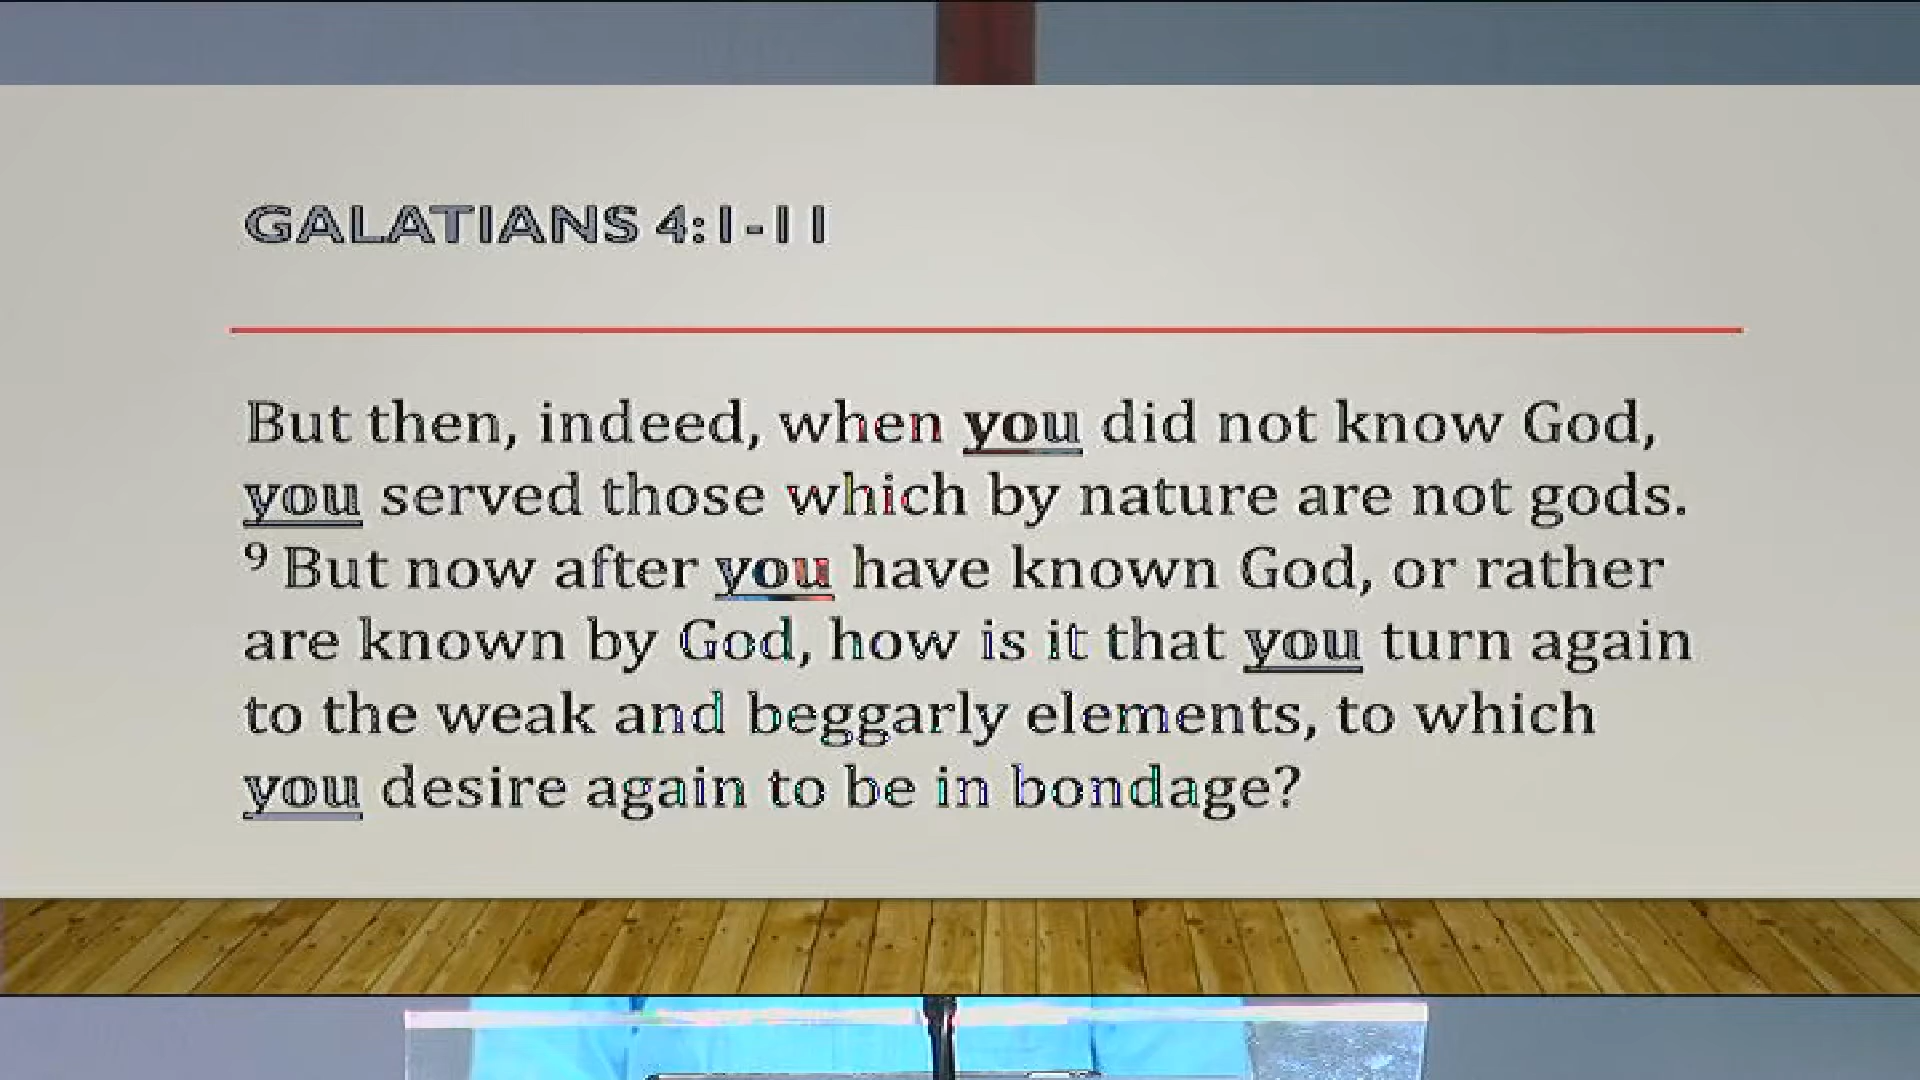 GALATIANS 4:1-11
But then, indeed, when you did not know God,
you served those which by nature are not gods.
9 But now after you have known God, or rather
are known by God, how is it that you turn again
to the weak and beggarly elements, to which
you desire again to be in bondage?